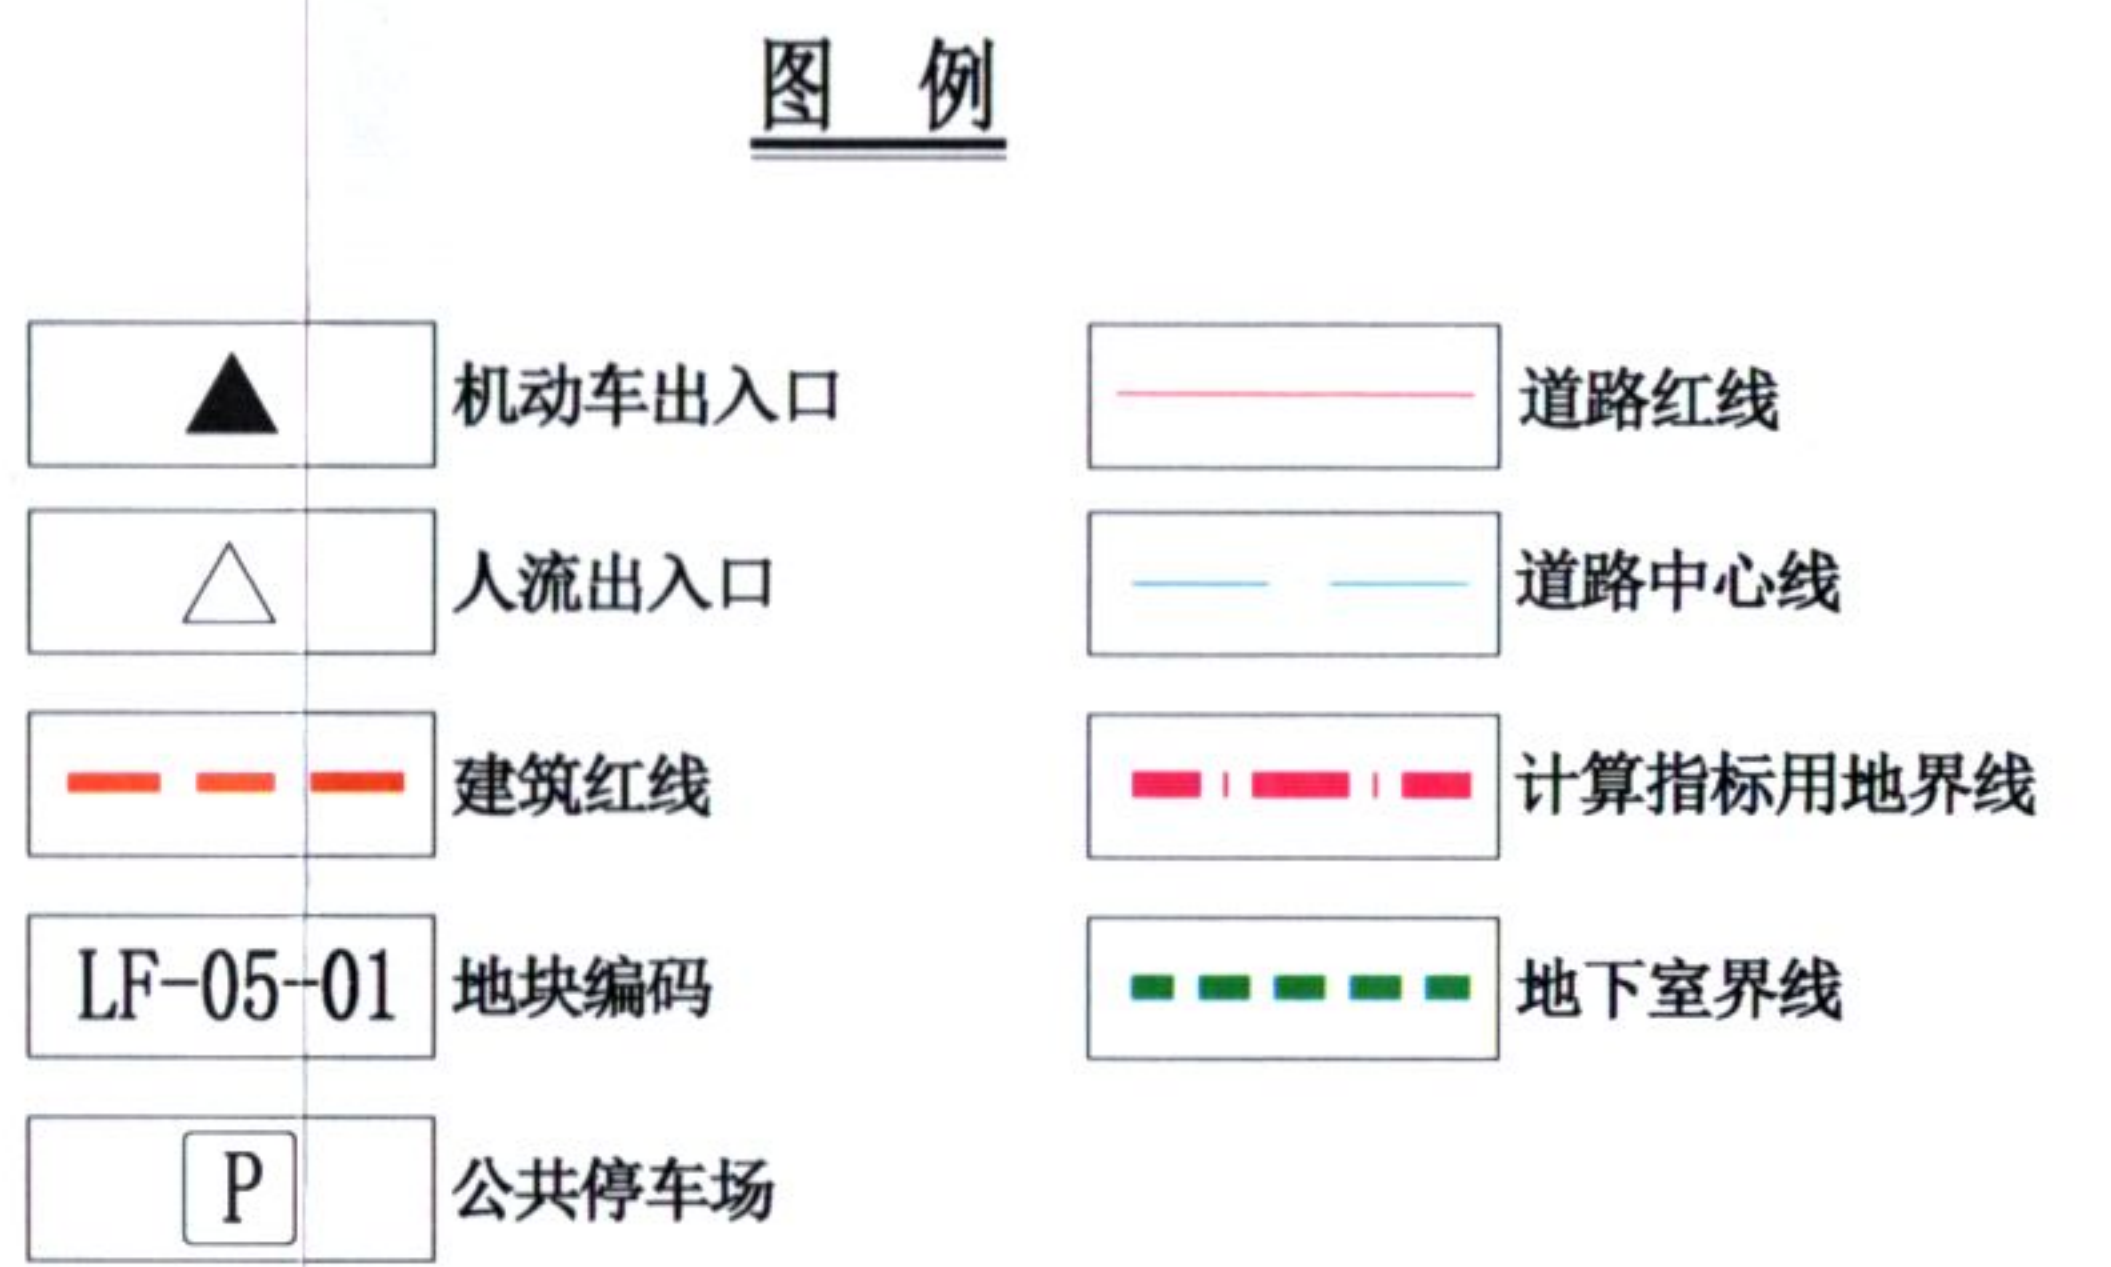 图 例
机动车出入口
道路红线
人流出入口
道路中心线
建筑红线
计算指标用地界线
LF-05-01
地块编码
地下室界线
P
公共停车场